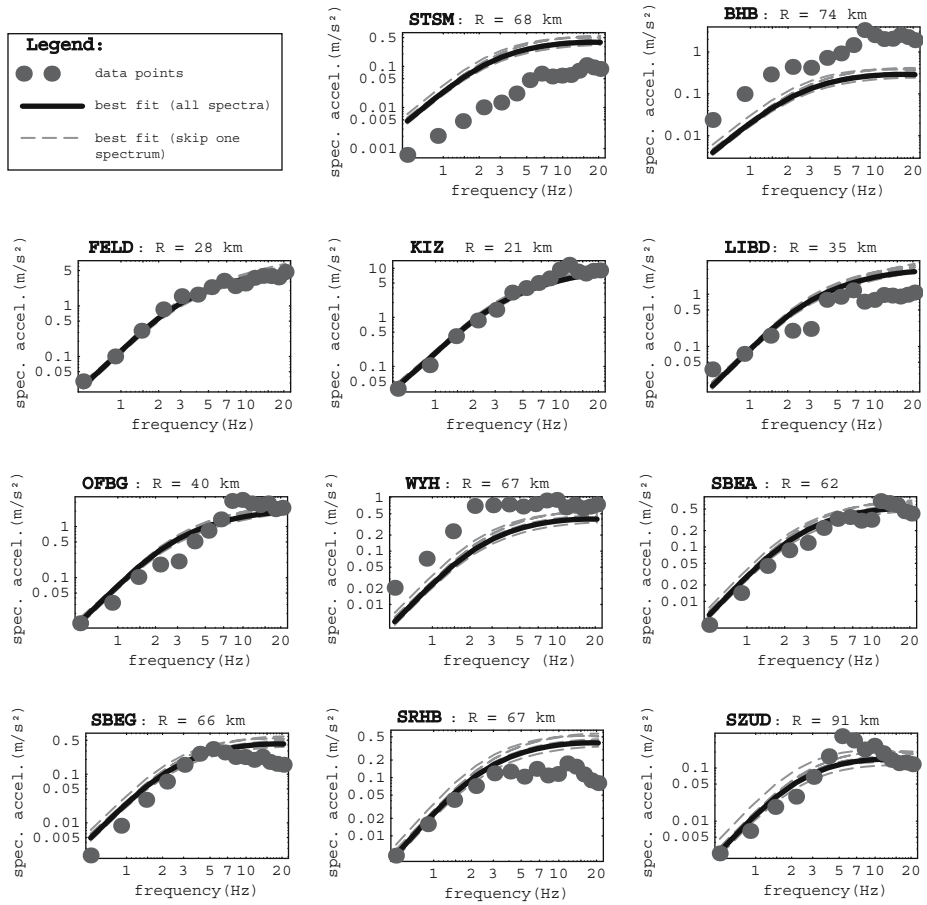 Legend:
data points
best fit (all spectra)
best fit (skip one
spectrum)
STSM: R = 68 km
spec. accel.(m/s²)
0.5
0.1
0.05
0.01
0.005
0.001
1 2 3 5 7 10 20
frequency(Hz)
BHB: R = 74 km
spec. accel.(m/s²)
1
0.1
0.01
1 2 3 5 7 10 20
frequency(Hz)
FELD: R = 28 km
spec. accel.(m/s²)
5
1
0.5
0.1
0.05
1 2 3 5 7 10 20
frequency(Hz)
KIZ R = 21 km
spec. accel.(m/s²)
10
5
1
0.5
0.1
0.05
1 2 3 5 7 10 20
frequency(Hz)
LIBD: R = 35 km
spec. accel.(m/s²)
1
0.5
0.1
0.05
1 2 3 5 7 10 20
frequency(Hz)
OFBG: R = 40 km
spec. accel.(m/s²)
1
0.5
0.1
0.05
1 2 3 5 7 10 20
frequency(Hz)
WYH: R = 67 km
spec. accel.(m/s²)
1
0.5
0.1
0.05
0.01
1 2 3 5 7 10 20
frequency (Hz)
SBEA: R = 62
spec. accel.(m/s²)
0.5
0.2
0.1
0.05
0.02
0.01
1 2 3 5 7 10 20
frequency(Hz)
SBEG: R = 66 km
spec. accel.(m/s²)
0.5
0.1
0.05
0.01
0.005
1 2 3 5 7 10 20
frequency(Hz)
SRHB : R = 67 km
spec. accel.(m/s²)
0.5
0.1
0.05
0.01
1 2 3 5 7 10 20
frequency(Hz)
SZUD: R = 91 km
spec. accel.(m/s²)
0.5
0.1
0.05
0.01
0.005
1 2 3 5 7 10 20
frequency(Hz)